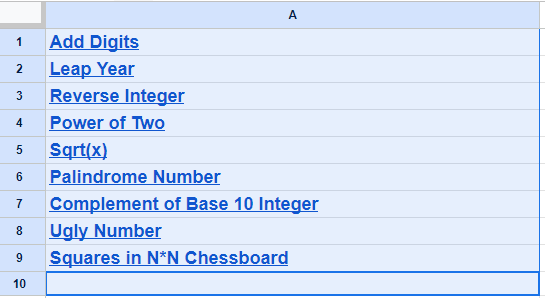 A
1 Add Digits
2 Leap Year
3 Reverse Integer
4 Power of Two
5 Sqrt(x)
6 Palindrome Number
7 Complement of Base 10 Integer
8 Ugly Number
9 Squares in N*N Chessboard
10